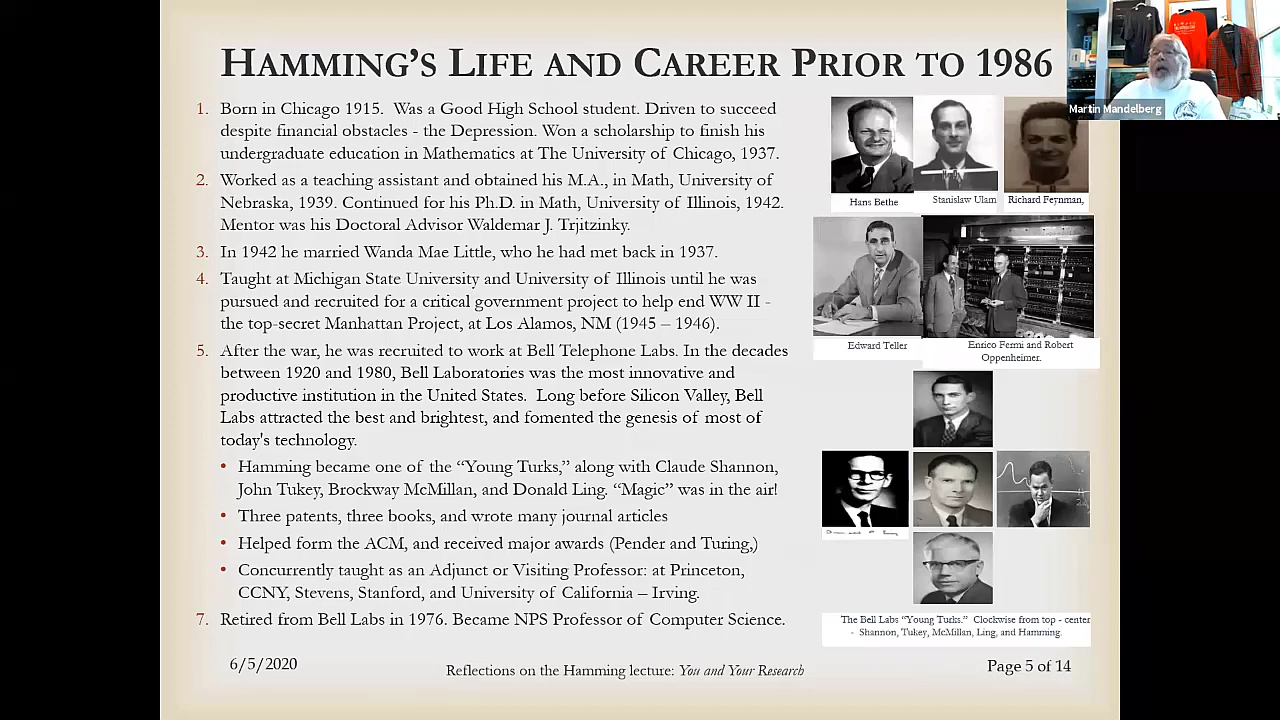 HAMMING'S LIFE AND CAREER PRIOR TO 1986
1. Born in Chicago 1915. Was a Good High School student. Driven to succeed
despite financial obstacles - the Depression. Won a scholarship to finish his
undergraduate education in Mathematics at The University of Chicago, 1937.
2. Worked as a teaching assistant and obtained his M.A., in Math, University of
Nebraska, 1939. Continued for his Ph.D. in Math, University of Illinois, 1942.
Mentor was his Doctoral Advisor Waldemar J. Trjitzinky.
3. In 1942 he married Wanda Mae Little, who he had met back in 1937.
4. Taught at Michigan State University and University of Illinois until he was
pursued and recruited for a critical government project to help end WW II -
the top-secret Manhattan Project, at Los Alamos, NM (1945 – 1946).
5. After the war, he was recruited to work at Bell Telephone Labs. In the decades
between 1920 and 1980, Bell Laboratories was the most innovative and
productive institution in the United States. Long before Silicon Valley, Bell
Labs attracted the best and brightest, and fomented the genesis of most of
today's technology.
• Hamming became one of the “Young Turks,” along with Claude Shannon,
John Tukey, Brockway McMillan, and Donald Ling. “Magic” was in the air!
• Three patents, three books, and wrote many journal articles
• Helped form the ACM, and received major awards (Pender and Turing,)
• Concurrently taught as an Adjunct or Visiting Professor: at Princeton,
CCNY, Stevens, Stanford, and University of California – Irving.
7. Retired from Bell Labs in 1976. Became NPS Professor of Computer Science.
Martin Mandelberg
Hans Bethe
Stanislaw Ulam
Richard Feynman,
Edward Teller
Enrico Fermi and Robert
Oppenheimer.
The Bell Labs “Young Turks.” Clockwise from top - center
- Shannon, Tukey, McMillan, Ling, and Hamming.
6/5/2020
Reflections on the Hamming lecture: You and Your Research
Page 5 of 14